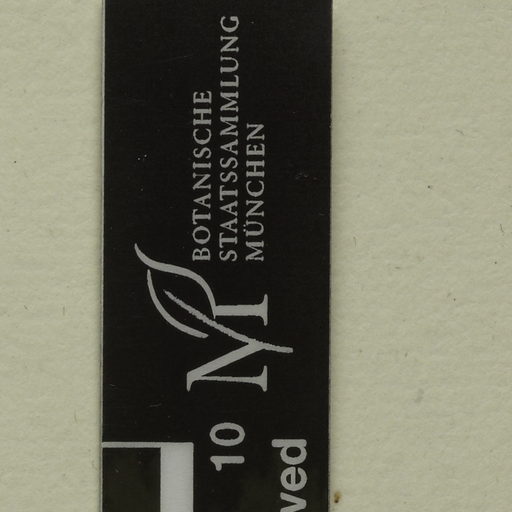 BOTANISCHE
STAATSSAMMLUNG
MÜNCHEN
M
10
ved